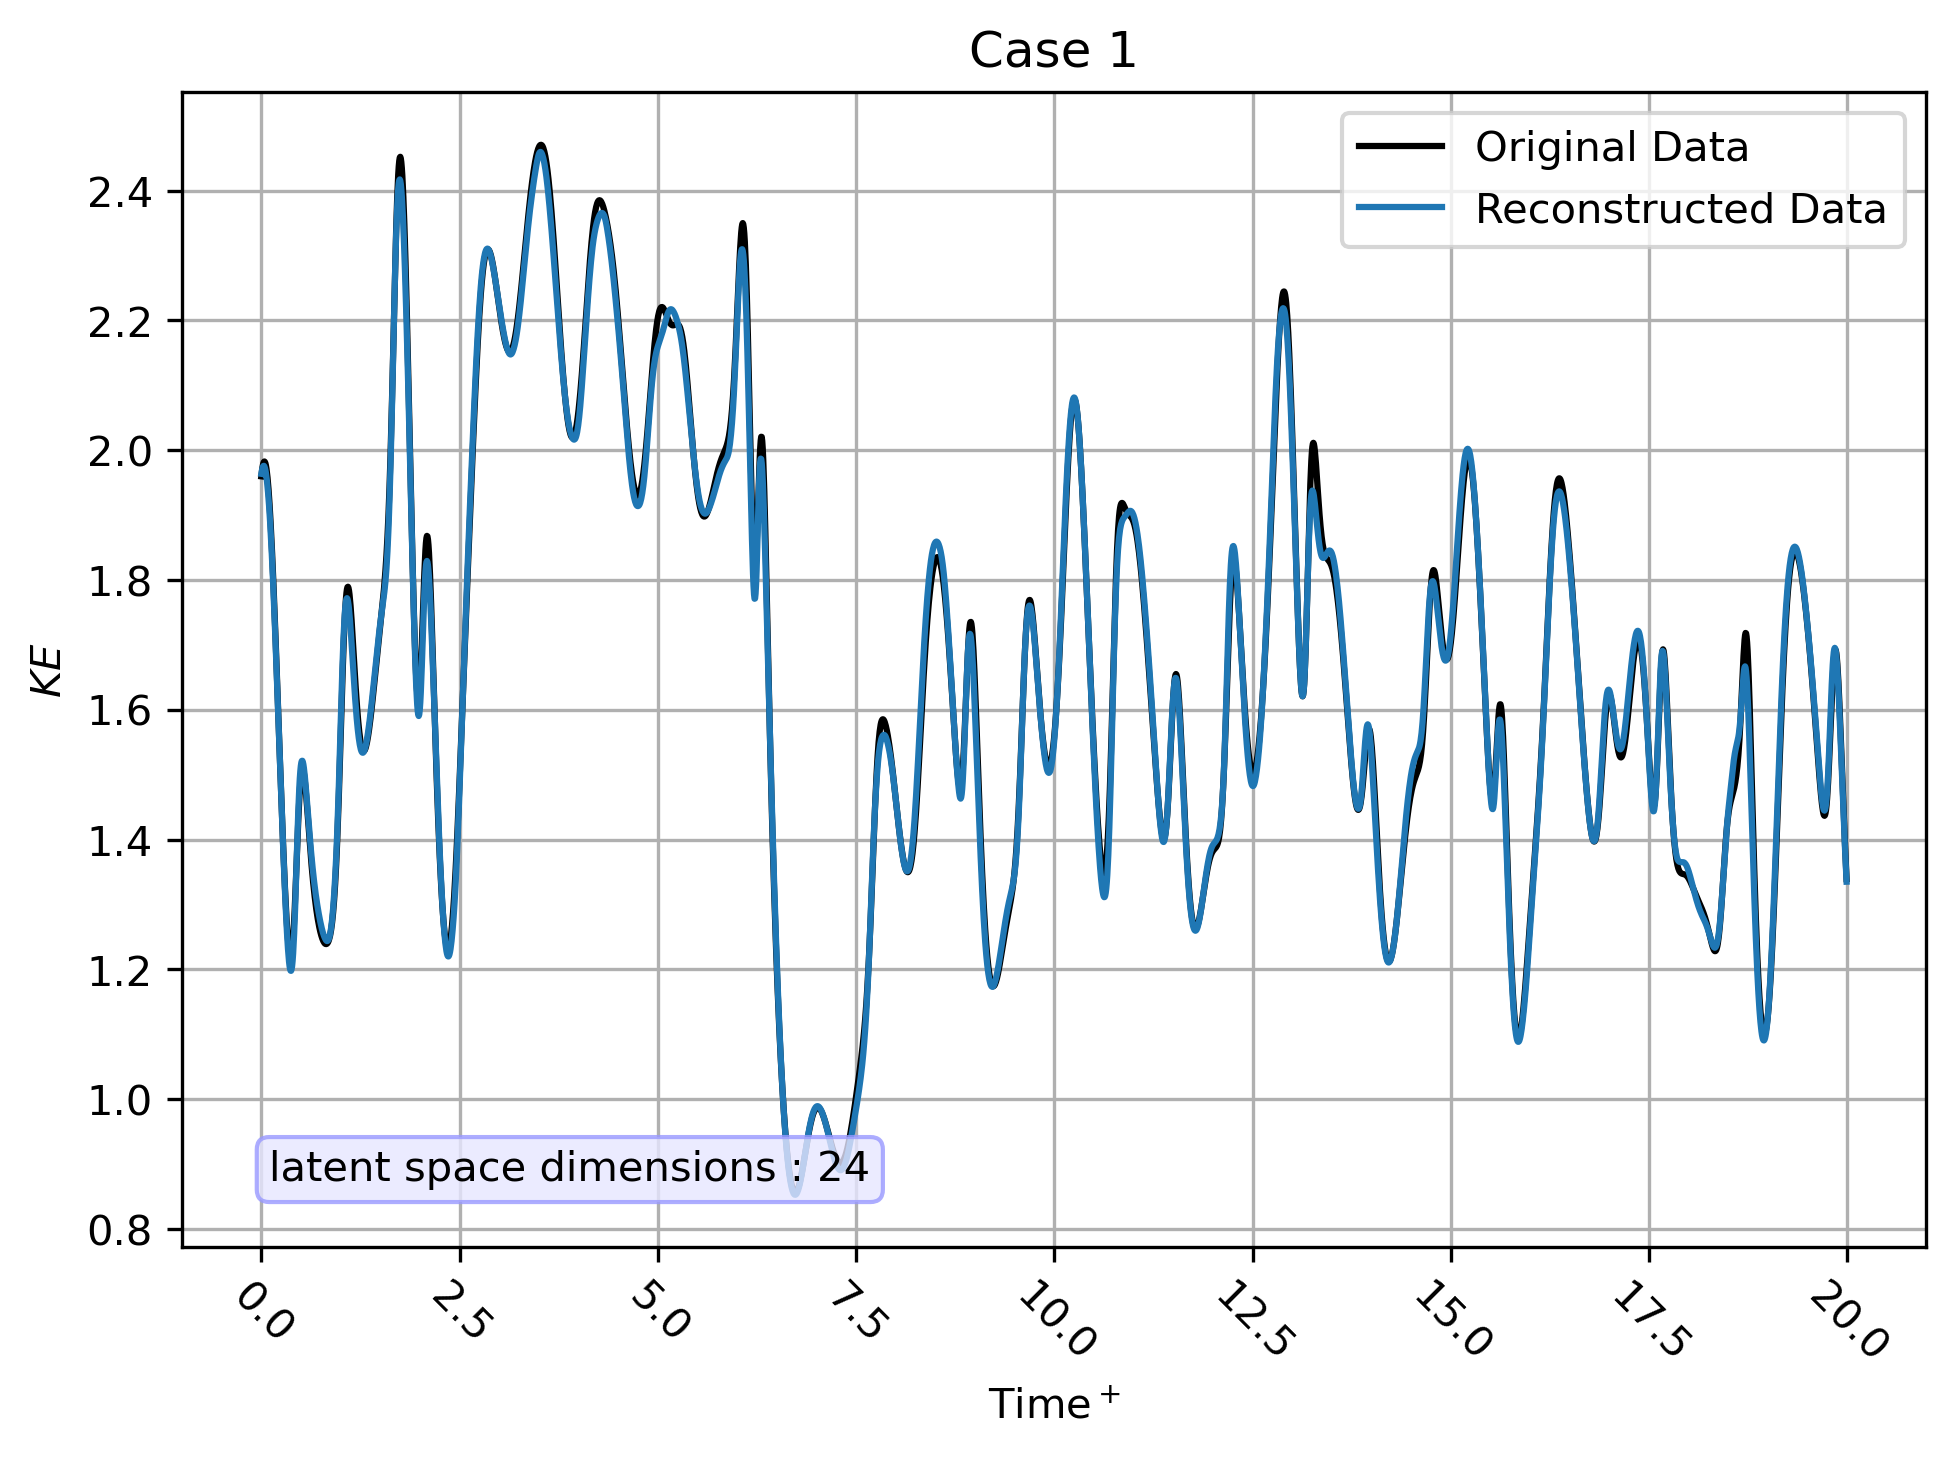 Case 1
Original Data
Reconstructed Data
2.4
2.2
2.0
1.8
1.6
1.4
1.2
1.0
0.8
KE
latent space dimensions : 24
0.0 2.5 5.0 7.5 10.0 12.5 15.0 17.5 20.0
Time⁺